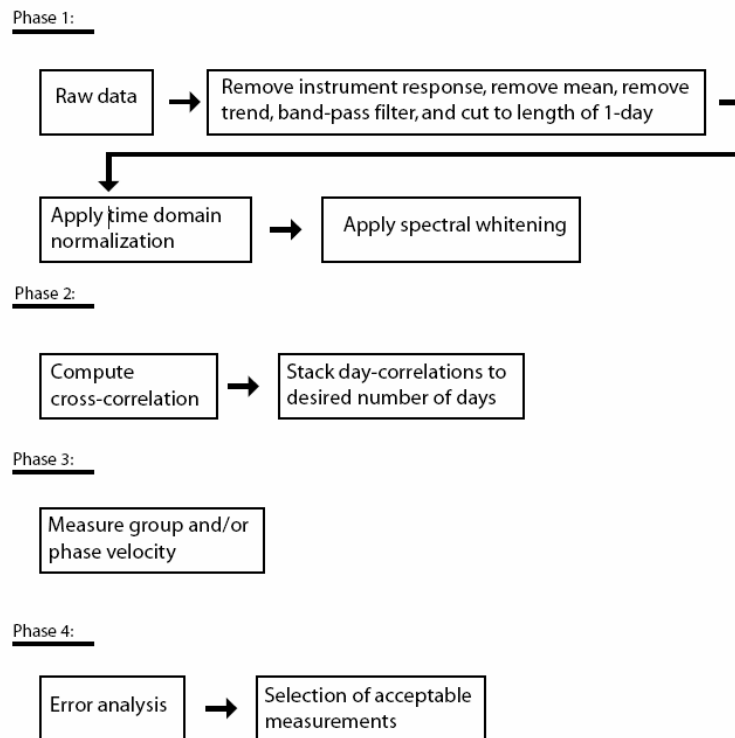 Phase 1:
Raw data
Remove instrument response, remove mean, remove
trend, band-pass filter, and cut to length of 1-day
Apply time domain
normalization
Apply spectral whitening
Phase 2:
Compute
cross-correlation
Stack day-correlations to
desired number of days
Phase 3:
Measure group and/or
phase velocity
Phase 4:
Error analysis
Selection of acceptable
measurements